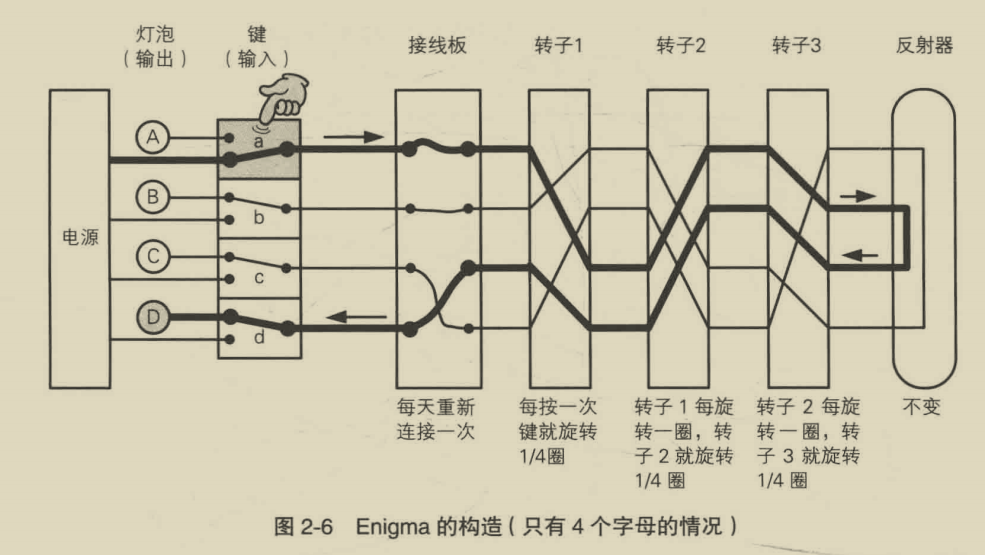 灯泡
（输出）
键
（输入）
接线板
转子1
转子2
转子3
反射器
电源
A
a
B
b
C
c
D
d
每天重新
连接一次
每按一次
键就旋转
1/4圈
转子 1 每旋
转一圈，转
子 2 就旋转
1/4 圈
转子 2 每旋
转一圈，转
子 3 就旋转
1/4 圈
不变
图 2-6 Enigma 的构造（只有 4 个字母的情况）